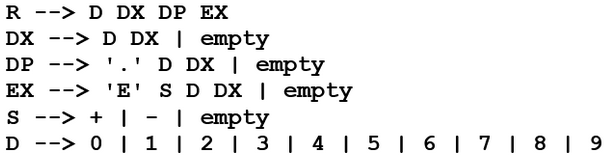 R --> D DX DP EX
DX --> D DX | empty
DP --> '.' D DX | empty
EX --> 'E' S D DX | empty
S --> + | - | empty
D --> 0 | 1 | 2 | 3 | 4 | 5 | 6 | 7 | 8 | 9